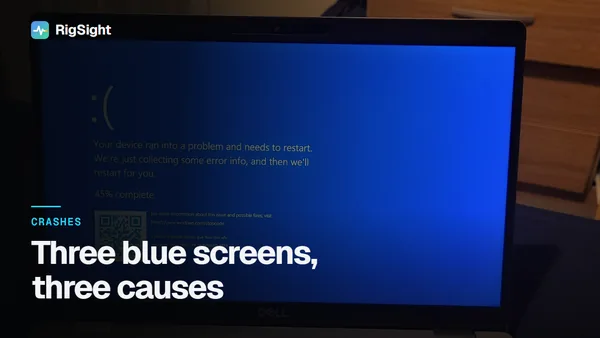 RigSight
:(
Your device ran into a problem and needs to restart.
We're just collecting some error info, and then we'll
restart for you.
45% complete
CRASHES
Three blue screens,
three causes
DELL